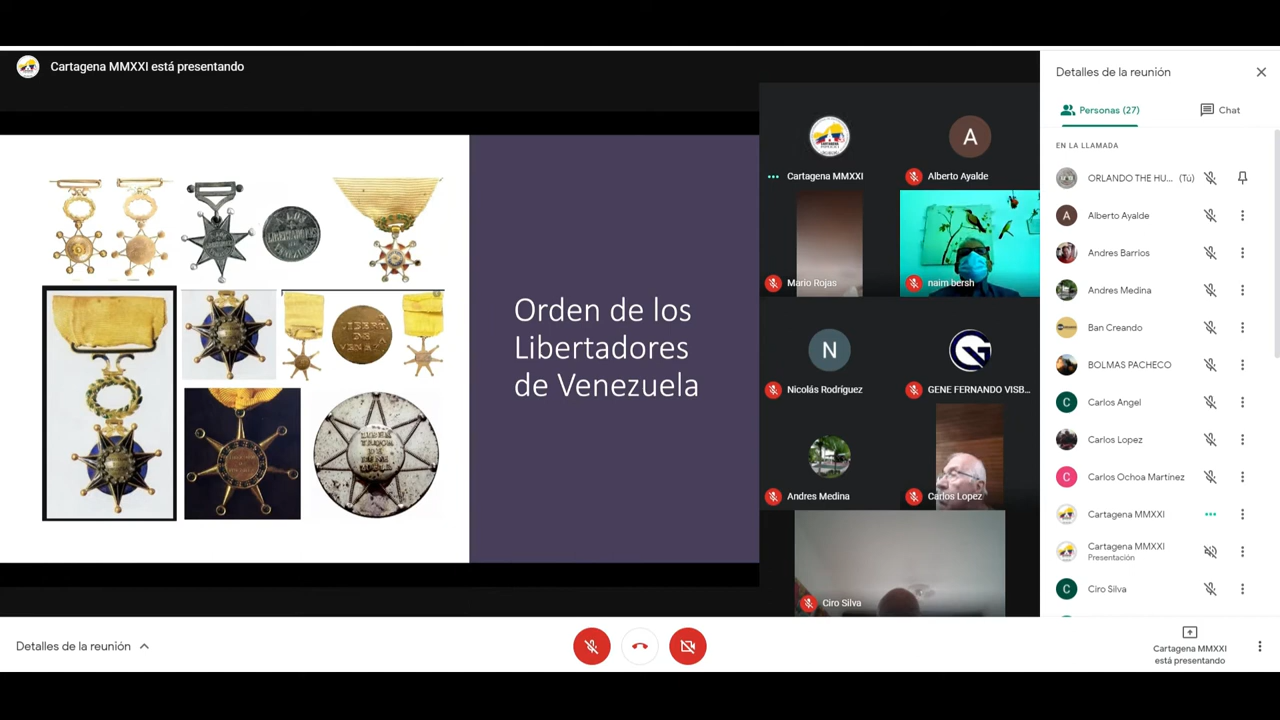 Cartagena MMXXI está presentando
Detalles de la reunión
Personas (27)
Chat
EN LA LLAMADA
ORLANDO THE HU... (Tú)
Alberto Ayalde
Andres Barrios
Andres Medina
Ban Creando
BOLMAS PACHECO
Carlos Angel
Carlos Lopez
Carlos Ochoa Martínez
Cartagena MMXXI
Cartagena MMXXI
Presentación
Ciro Silva
Orden de los
Libertadores
de Venezuela
Cartagena MMXXI
A
Alberto Ayalde
Mario Rojas
naim bersh
N
Nicolás Rodríguez
GENE FERNANDO VISB...
Andres Medina
Carlos Lopez
Ciro Silva
A
C
C
C
Detalles de la reunión
Cartagena MMXXI
está presentando